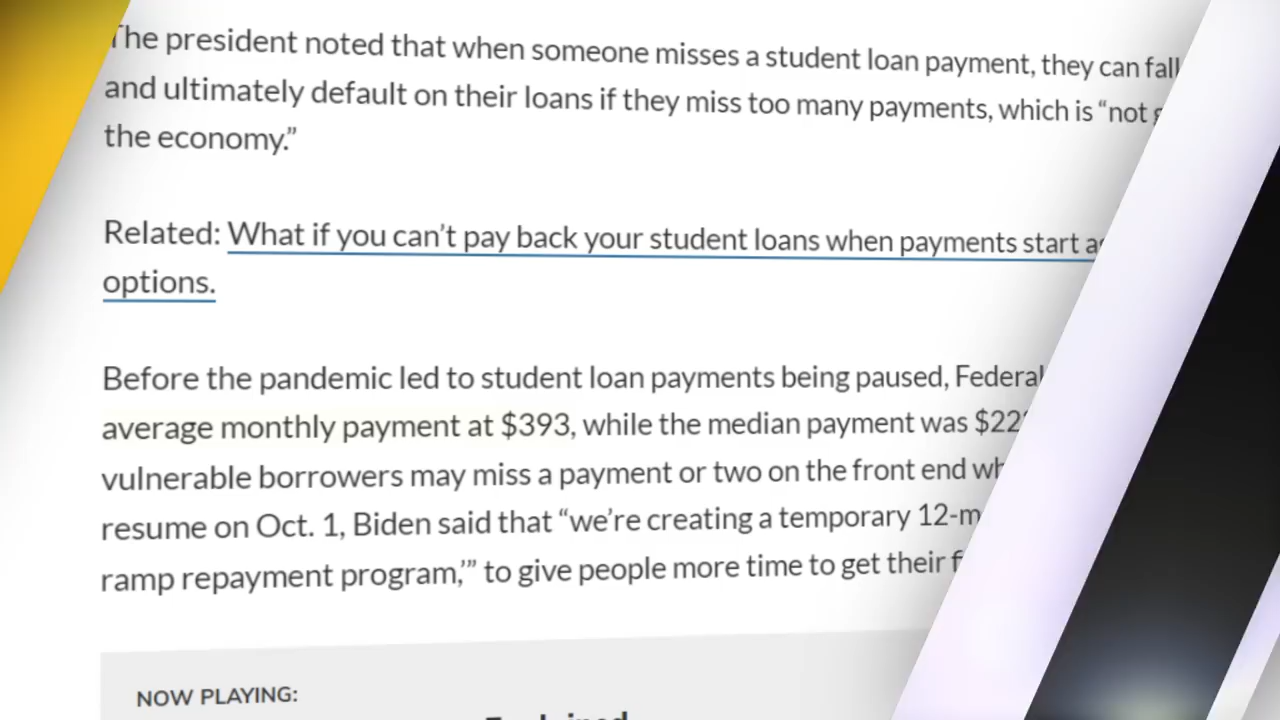 The president noted that when someone misses a student loan payment, they can fall
and ultimately default on their loans if they miss too many payments, which is “not
the economy.”
Related: What if you can’t pay back your student loans when payments start
options.
Before the pandemic led to student loan payments being paused, Federal
average monthly payment at $393, while the median payment was
vulnerable borrowers may miss a payment or two on the front end
resume on Oct. 1, Biden said that “we’re creating a temporary
ramp repayment program,’” to give people more time to get their
NOW PLAYING: